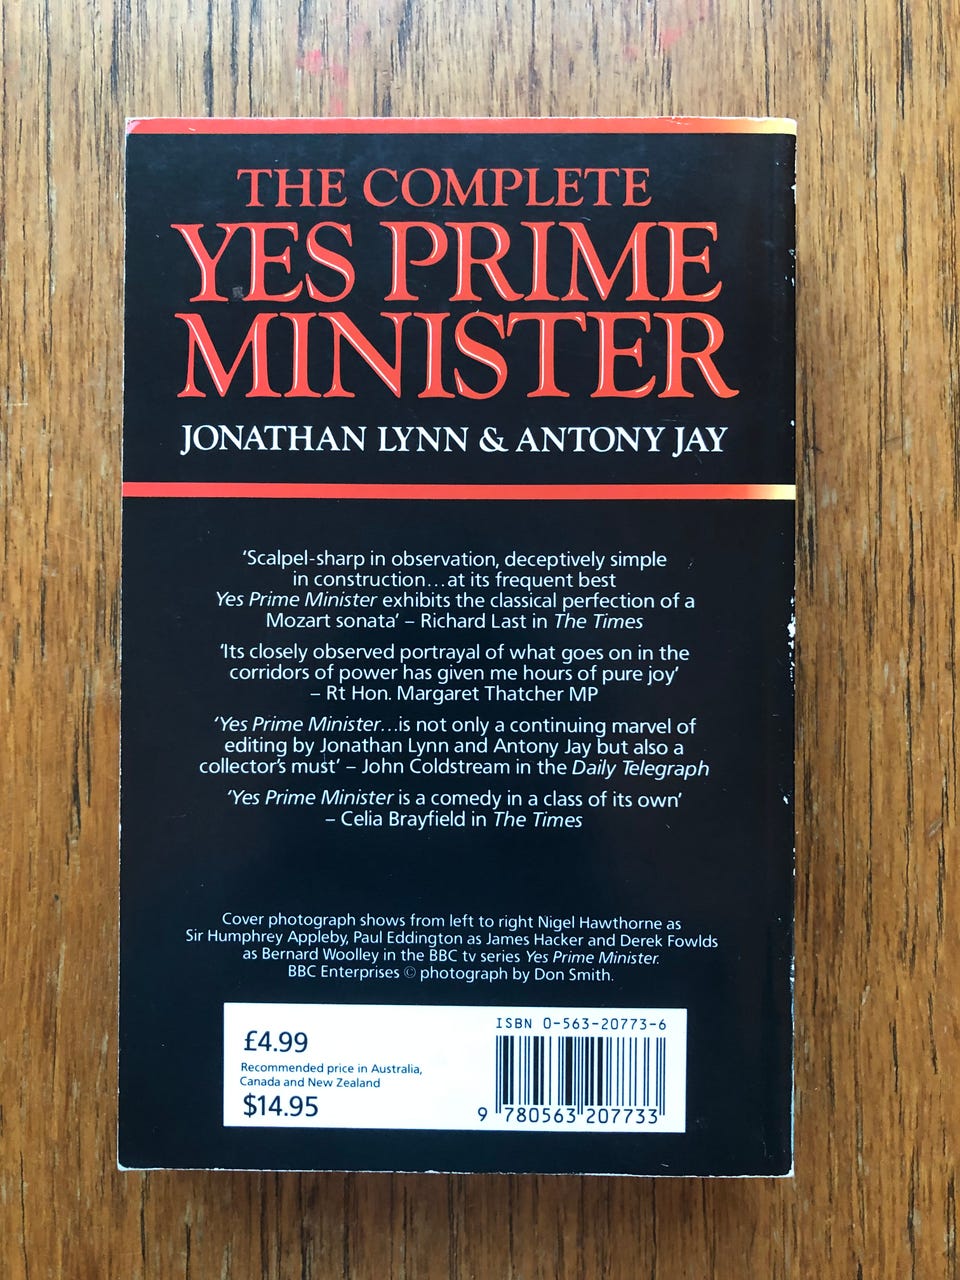 THE COMPLETE
YES PRIME
MINISTER
JONATHAN LYNN & ANTONY JAY
‘Scalpel-sharp in observation, deceptively simple
in construction...at its frequent best
Yes Prime Minister exhibits the classical perfection of a
Mozart sonata’ – Richard Last in The Times
‘Its closely observed portrayal of what goes on in the
corridors of power has given me hours of pure joy’
– Rt Hon. Margaret Thatcher MP
‘Yes Prime Minister...is not only a continuing marvel of
editing by Jonathan Lynn and Antony Jay but also a
collector's must’ – John Coldstream in the Daily Telegraph
‘Yes Prime Minister is a comedy in a class of its own’
– Celia Brayfield in The Times
Cover photograph shows from left to right Nigel Hawthorne as
Sir Humphrey Appleby, Paul Eddington as James Hacker and Derek Fowlds
as Bernard Woolley in the BBC tv series Yes Prime Minister.
BBC Enterprises © photograph by Don Smith.
£4.99
Recommended price in Australia,
Canada and New Zealand
$14.95
ISBN 0-563-20773-6
9 780563 207733